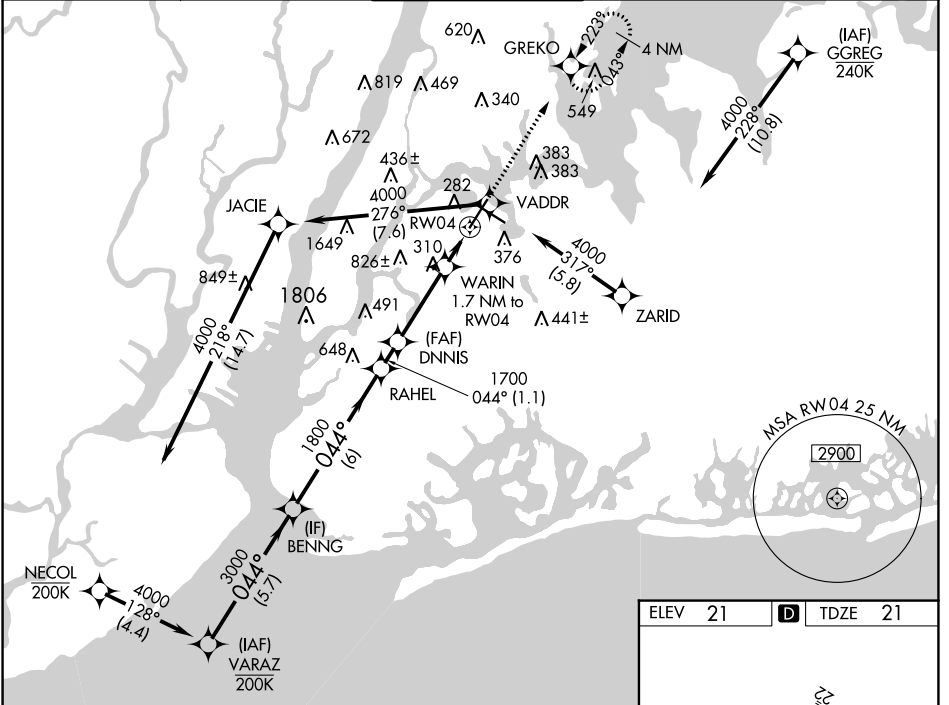 620
GREKO
223°
4 NM
043°
549
(IAF)
GGREG
240K
4000
228°
(10.8)
819
469
340
672
436±
383
383
282
4000
276°
(7.6)
JACIE
VADDR
RW04
1649
826±
310
376
4000
317°
(5.8)
ZARID
849±
1806
491
WARIN
1.7 NM to
RW04
441±
4000
218°
(14.7)
648
(FAF)
DNNIS
RAHEL
1700
044° (1.1)
1800
044°
(6)
MSA RW04 25 NM
2900
(IF)
BENNG
3000
044°
(5.7)
NECOL
200K
4000
128°
(4.4)
(IAF)
VARAZ
200K
ELEV 21
D
TDZE 21
22